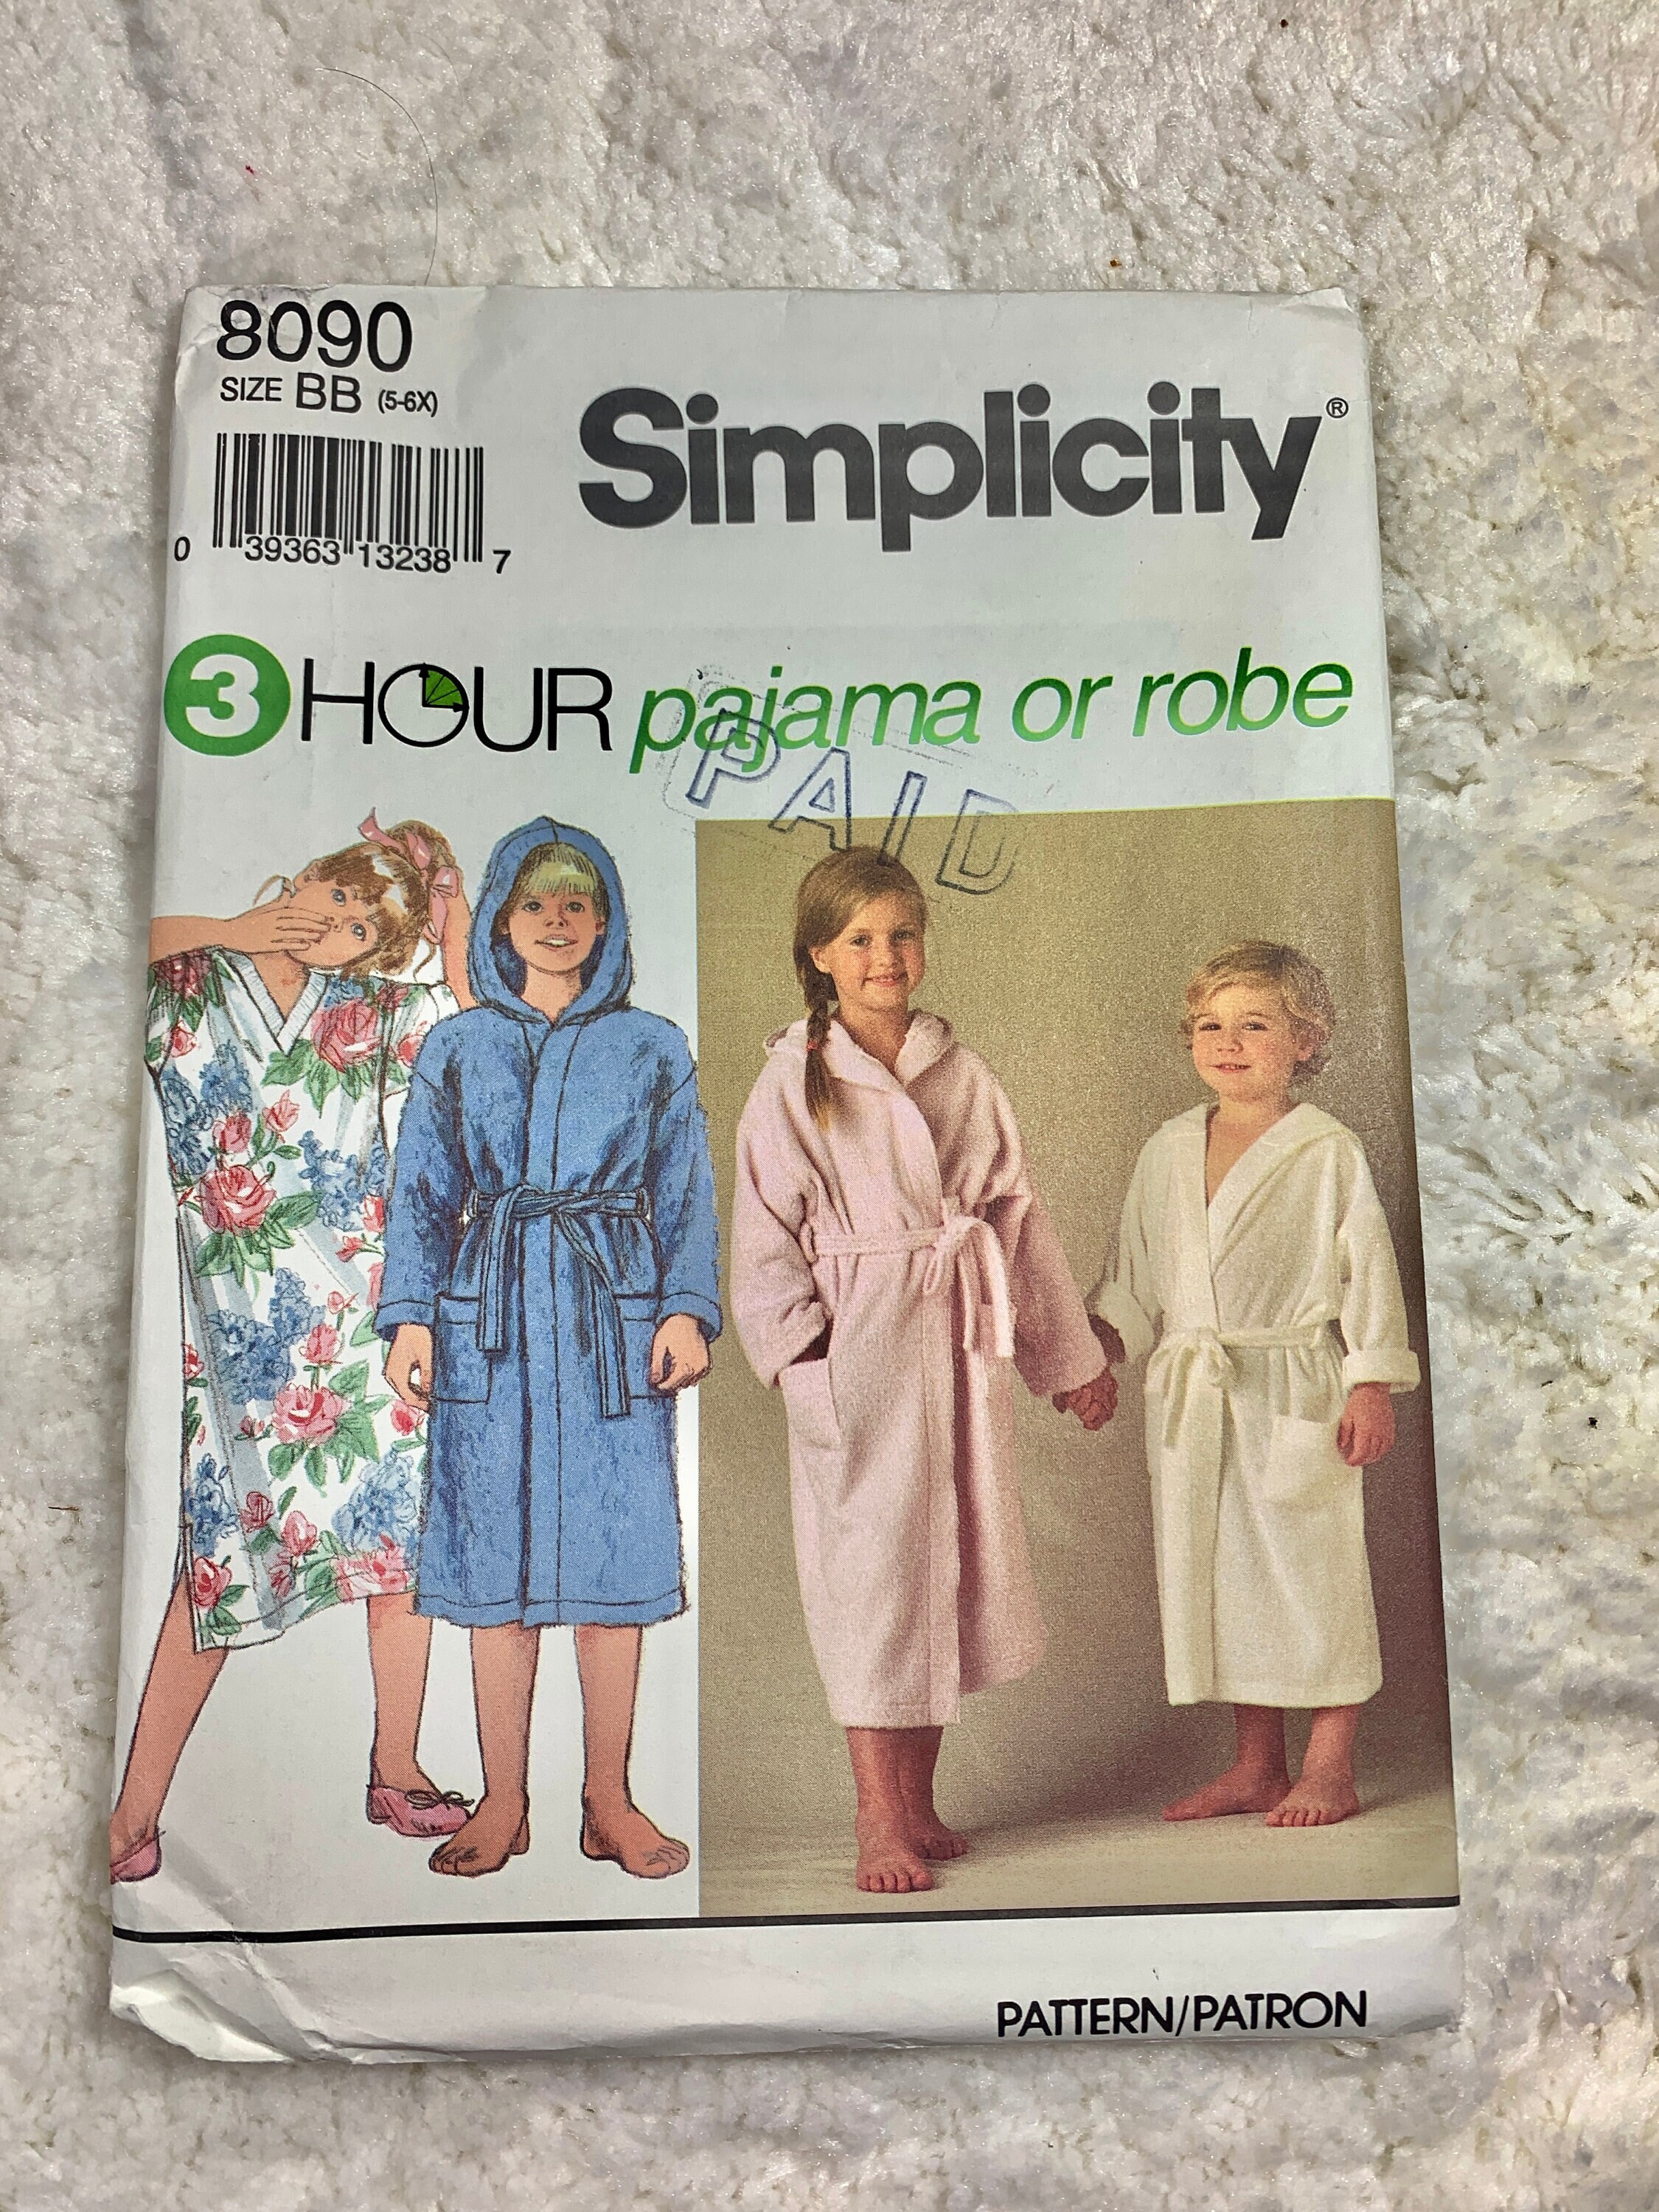 8090
SIZE BB (5-6X)
0 39363 13238 7
Simplicity®
3 HOUR pajama or robe
PAID
PATTERN/PATRON